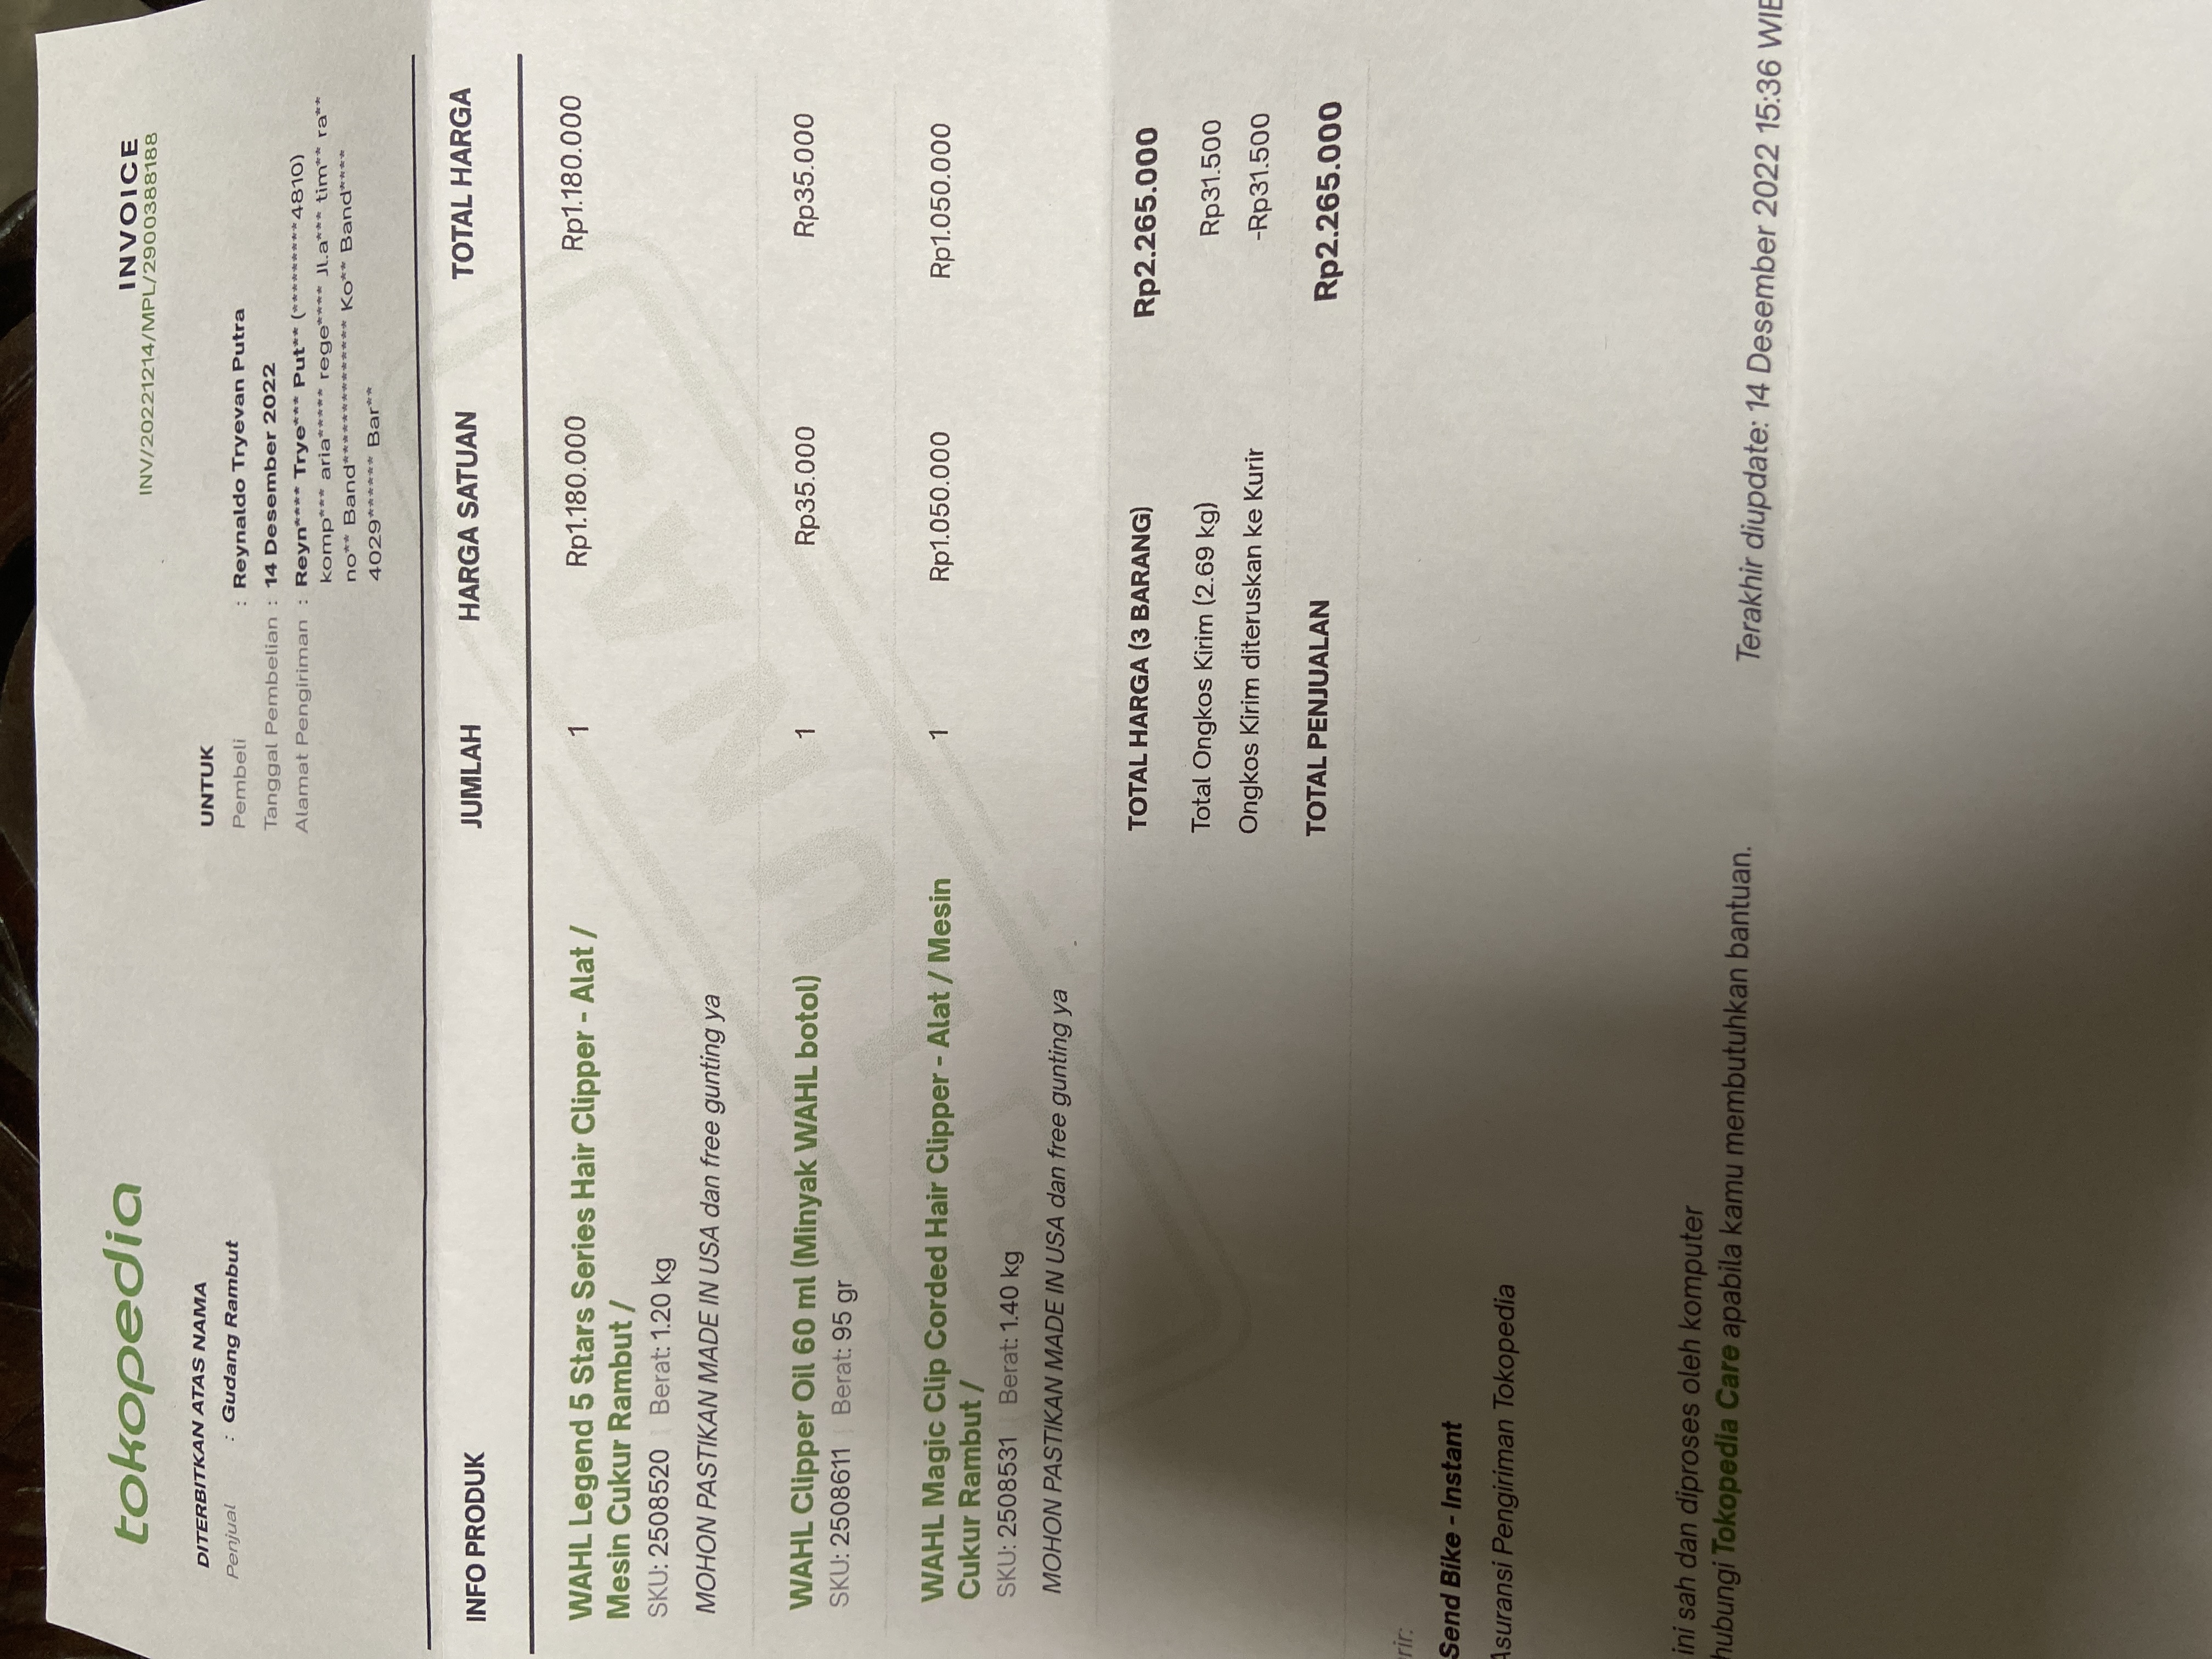 tokopedia
INVOICE
INV/20221214/MPL/2900388188
DITERBITKAN ATAS NAMA
Penjual : Gudang Rambut
UNTUK
Pembeli : Reynaldo Tryevan Putra
Tanggal Pembelian : 14 Desember 2022
Alamat Pengiriman : Reyn**** Trye*** Put** (*********4810)
komp*** aria***** rege**** Jl.a*** tim** ra**
no** Band************** Ko** Band****
4029****** Bar**
INFO PRODUK JUMLAH HARGA SATUAN TOTAL HARGA
WAHL Legend 5 Stars Series Hair Clipper - Alat / 1 Rp1.180.000 Rp1.180.000
Mesin Cukur Rambut /
SKU: 2508520 Berat: 1.20 kg
MOHON PASTIKAN MADE IN USA dan free gunting ya
WAHL Clipper Oil 60 ml (Minyak WAHL botol) 1 Rp35.000 Rp35.000
SKU: 2508611 Berat: 95 gr
WAHL Magic Clip Corded Hair Clipper - Alat / Mesin 1 Rp1.050.000 Rp1.050.000
Cukur Rambut /
SKU: 2508531 Berat: 1.40 kg
MOHON PASTIKAN MADE IN USA dan free gunting ya
LUNAS
TOTAL HARGA (3 BARANG) Rp2.265.000
Total Ongkos Kirim (2.69 kg) Rp31.500
Ongkos Kirim diteruskan ke Kurir -Rp31.500
TOTAL PENJUALAN Rp2.265.000
rir:
Send Bike - Instant
Asuransi Pengiriman Tokopedia
ini sah dan diproses oleh komputer
hubungi Tokopedia Care apabila kamu membutuhkan bantuan.
Terakhir diupdate: 14 Desember 2022 15:36 WIB